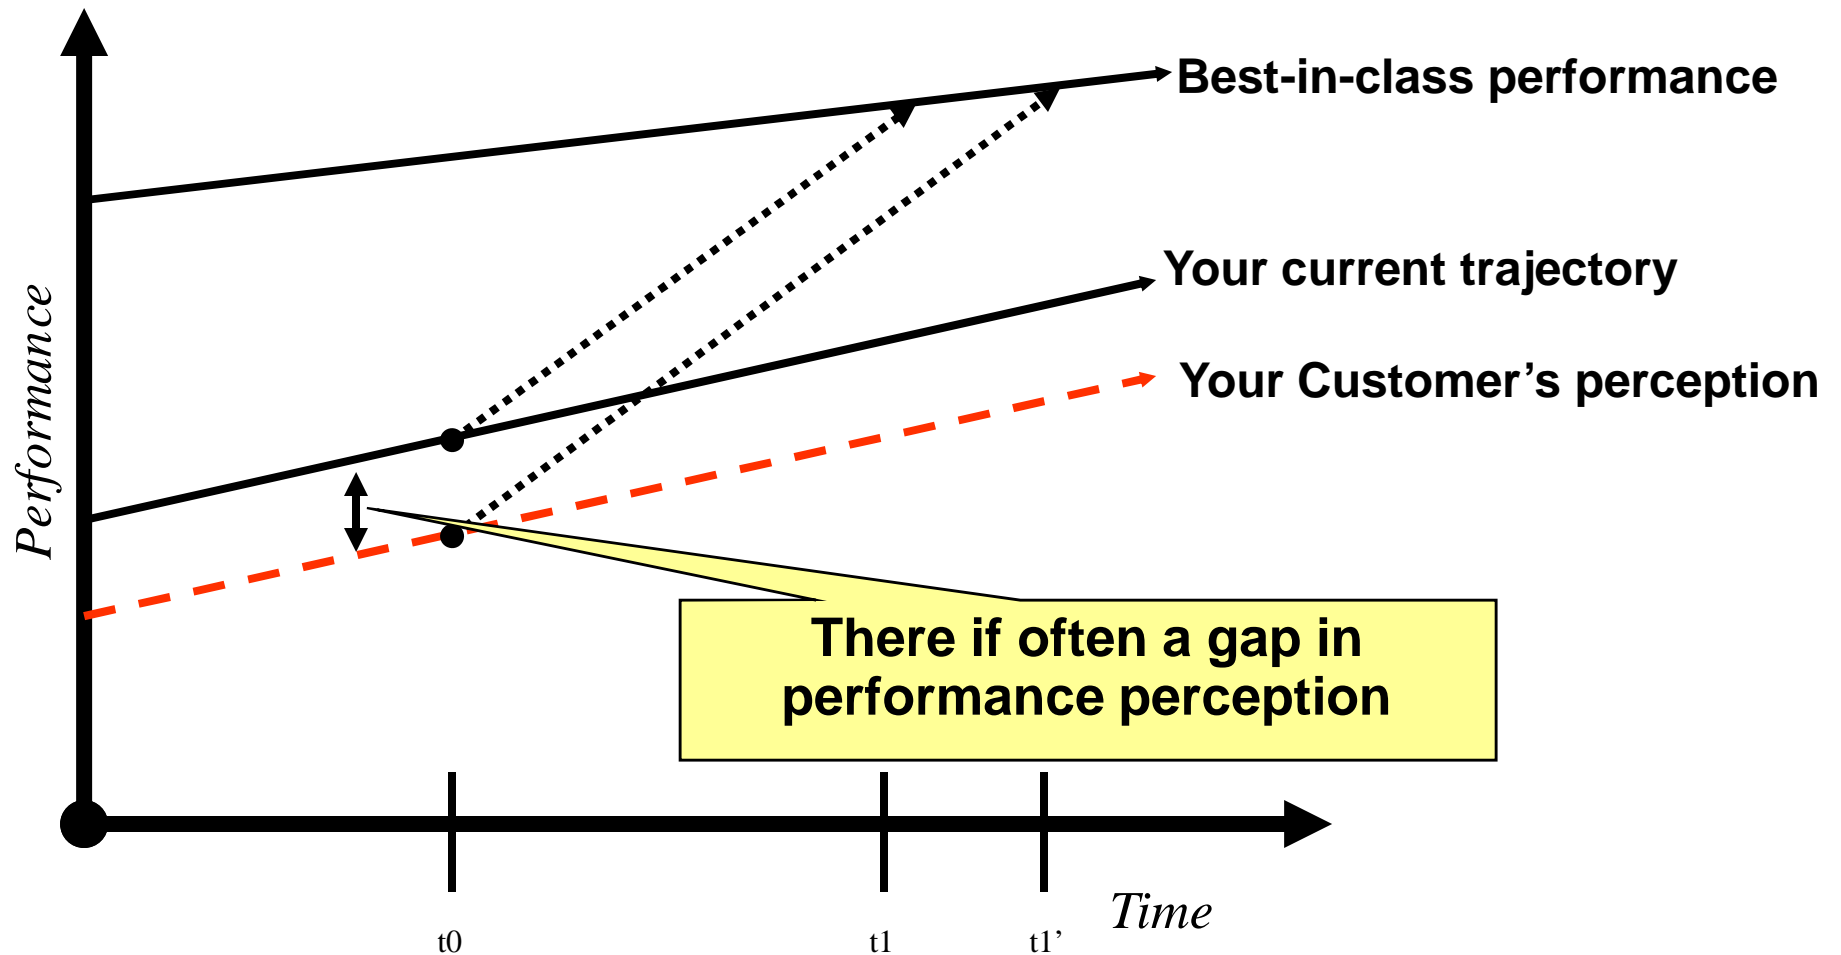 Best-in-class performance
Your current trajectory
Your Customer’s perception
Performance
There if often a gap in
performance perception
Time
t0
t1
t1’